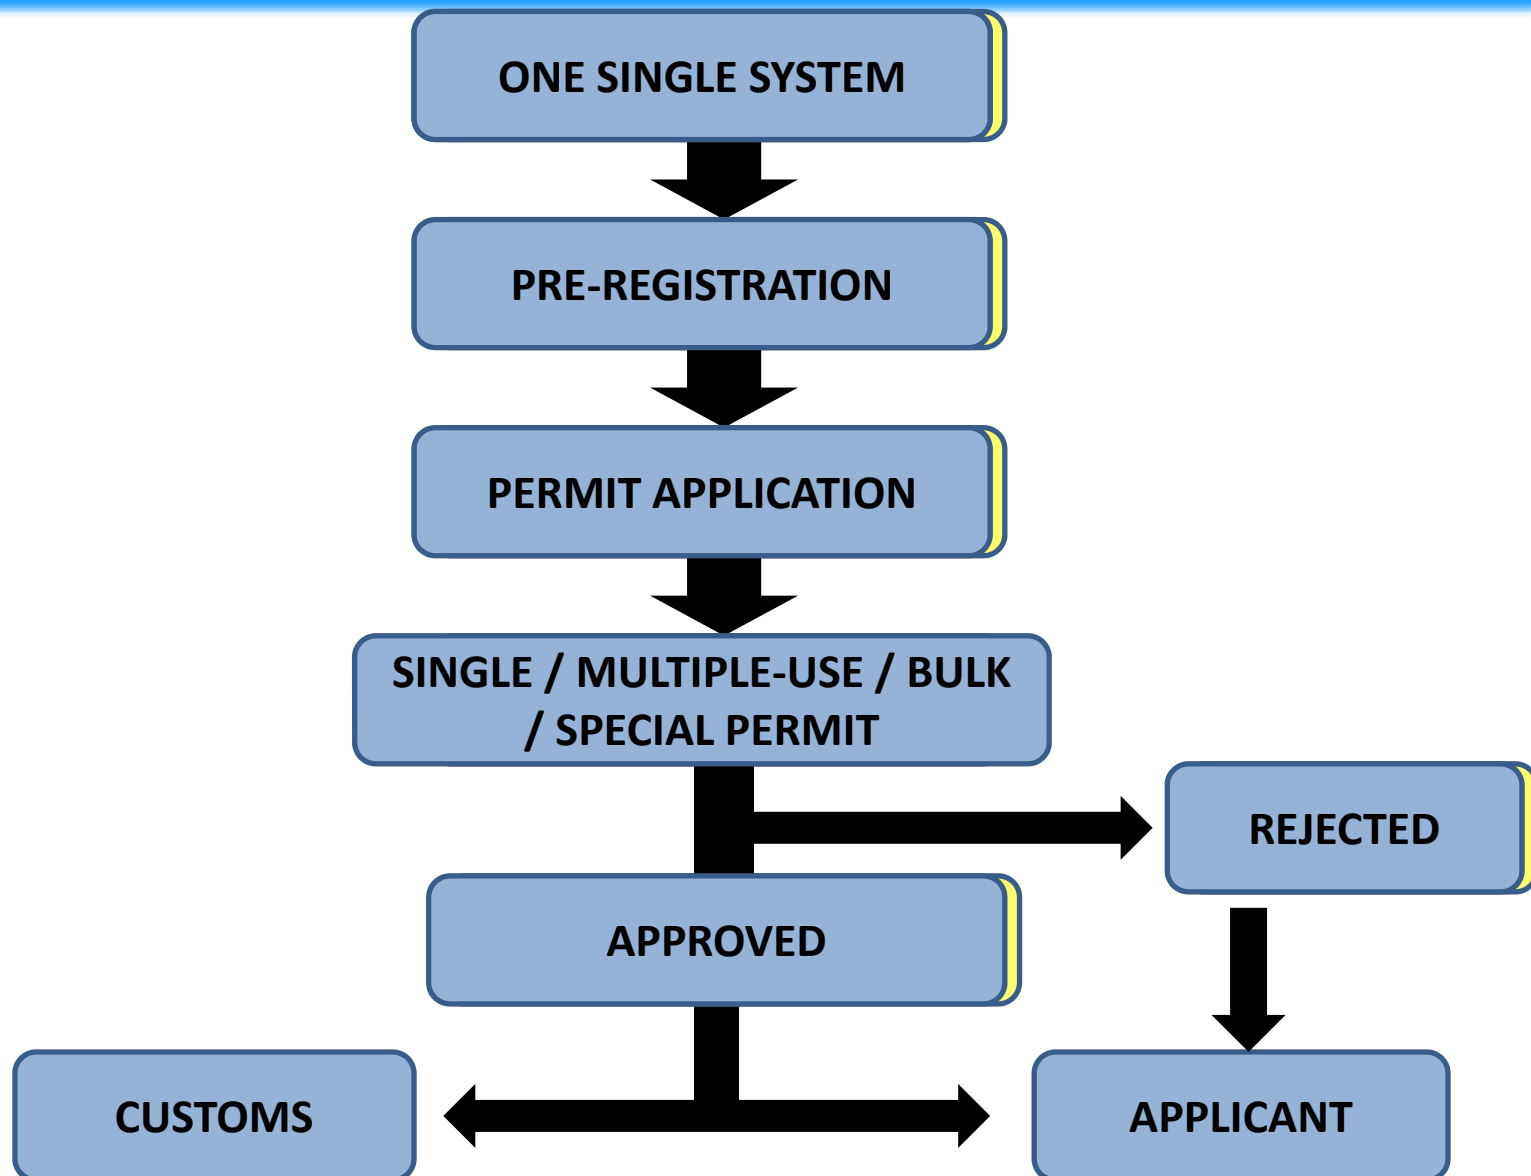 ONE SINGLE SYSTEM
PRE-REGISTRATION
PERMIT APPLICATION
SINGLE / MULTIPLE-USE / BULK
/ SPECIAL PERMIT
REJECTED
APPROVED
CUSTOMS
APPLICANT